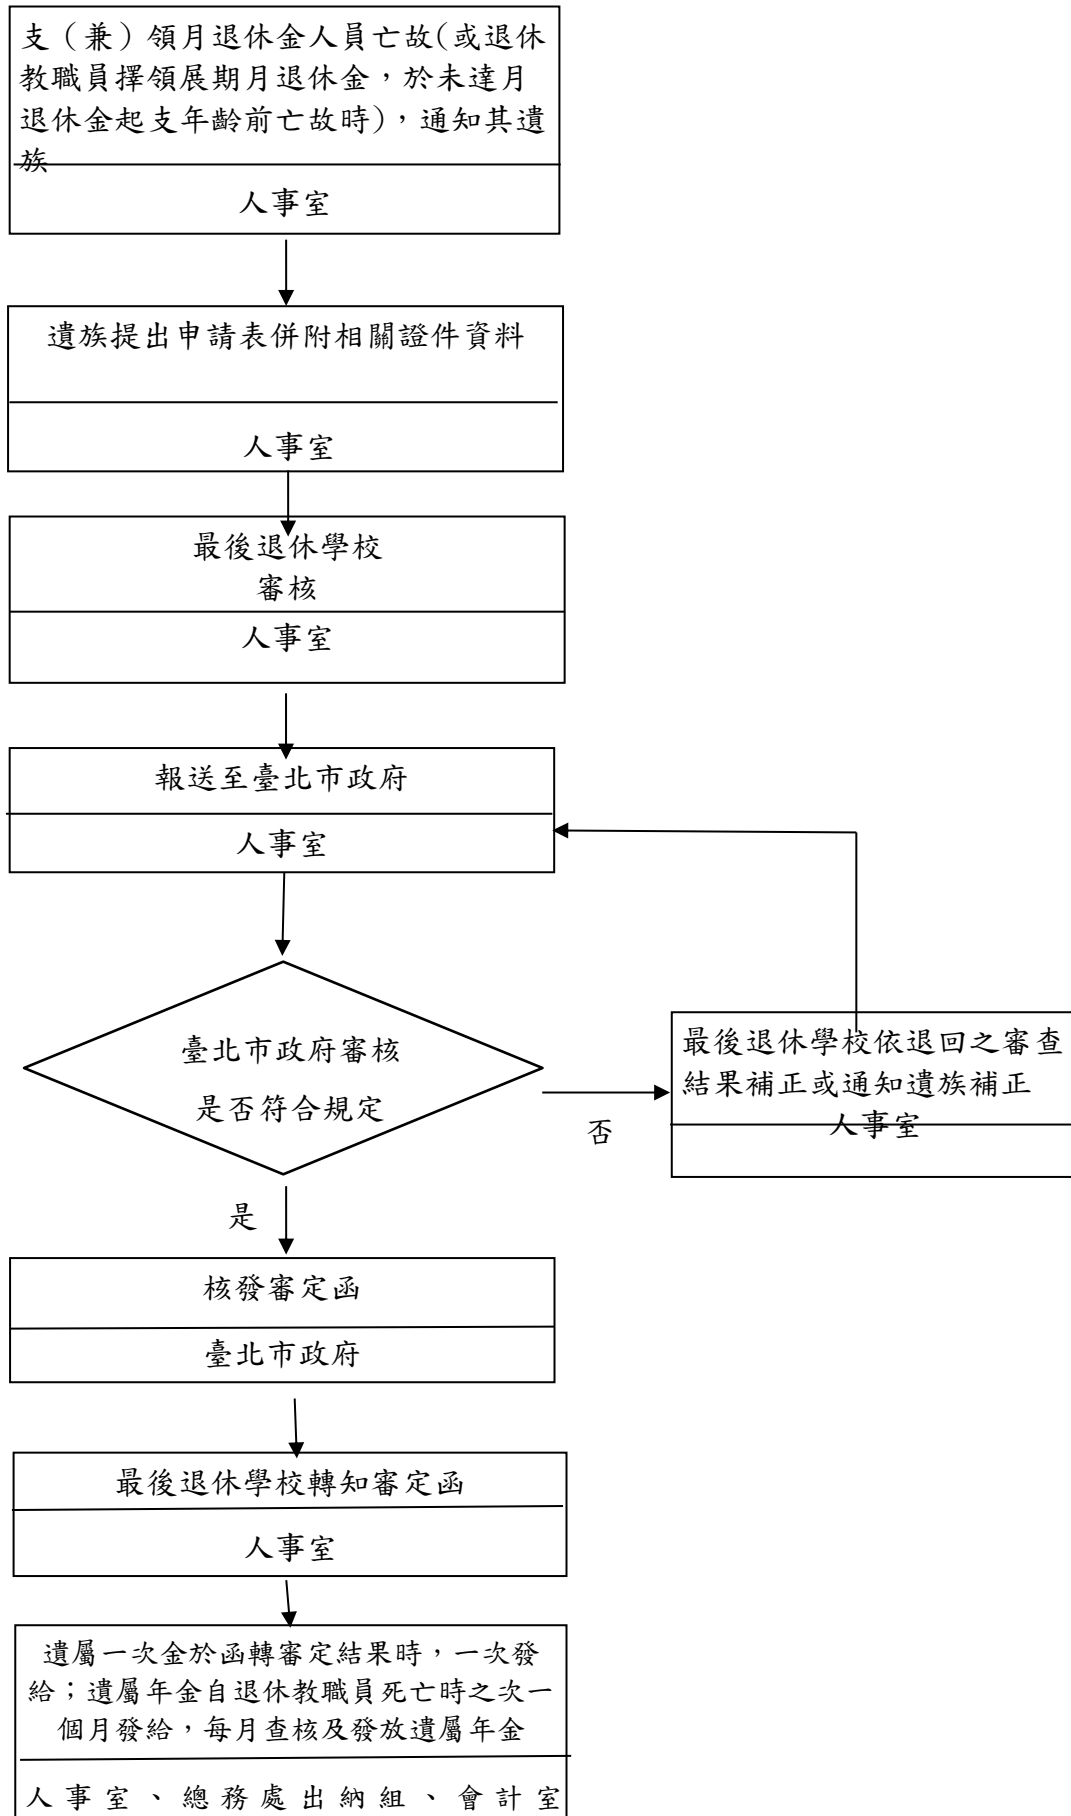 支（兼）領月退休金人員亡故(或退休
教職員擇領展期月退休金，於未達月
退休金起支年齡前亡故時)，通知其遺
族
人事室
遺族提出申請表併附相關證件資料
人事室
最後退休學校
審核
人事室
報送至臺北市政府
人事室
臺北市政府審核
是否符合規定
否
最後退休學校依退回之審查
結果補正或通知遺族補正
人事室
是
核發審定函
臺北市政府
最後退休學校轉知審定函
人事室
遺屬一次金於函轉審定結果時，一次發
給；遺屬年金自退休教職員死亡時之次一
個月發給，每月查核及發放遺屬年金
人事室、總務處出納組、會計室